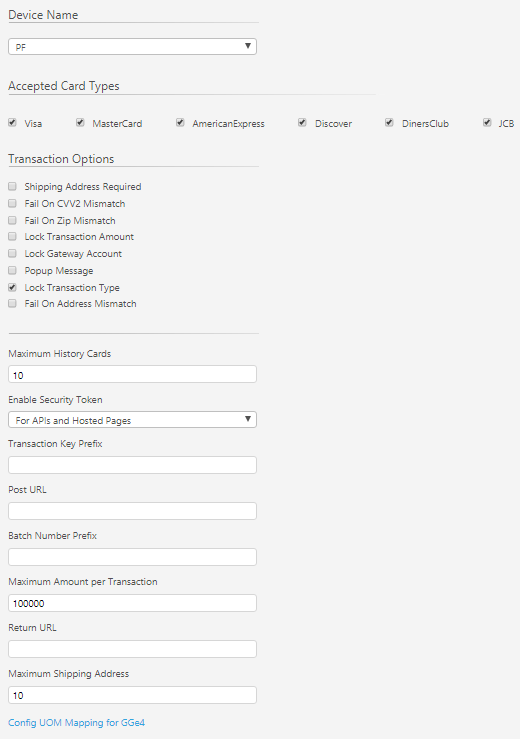 Device Name
PF
Accepted Card Types
Visa MasterCard AmericanExpress Discover DinersClub JCB
Transaction Options
Shipping Address Required
Fail On CVV2 Mismatch
Fail On Zip Mismatch
Lock Transaction Amount
Lock Gateway Account
Popup Message
Lock Transaction Type
Fail On Address Mismatch
Maximum History Cards
10
Enable Security Token
For APIs and Hosted Pages
Transaction Key Prefix
Post URL
Batch Number Prefix
Maximum Amount per Transaction
100000
Return URL
Maximum Shipping Address
10
Config UOM Mapping for GGe4